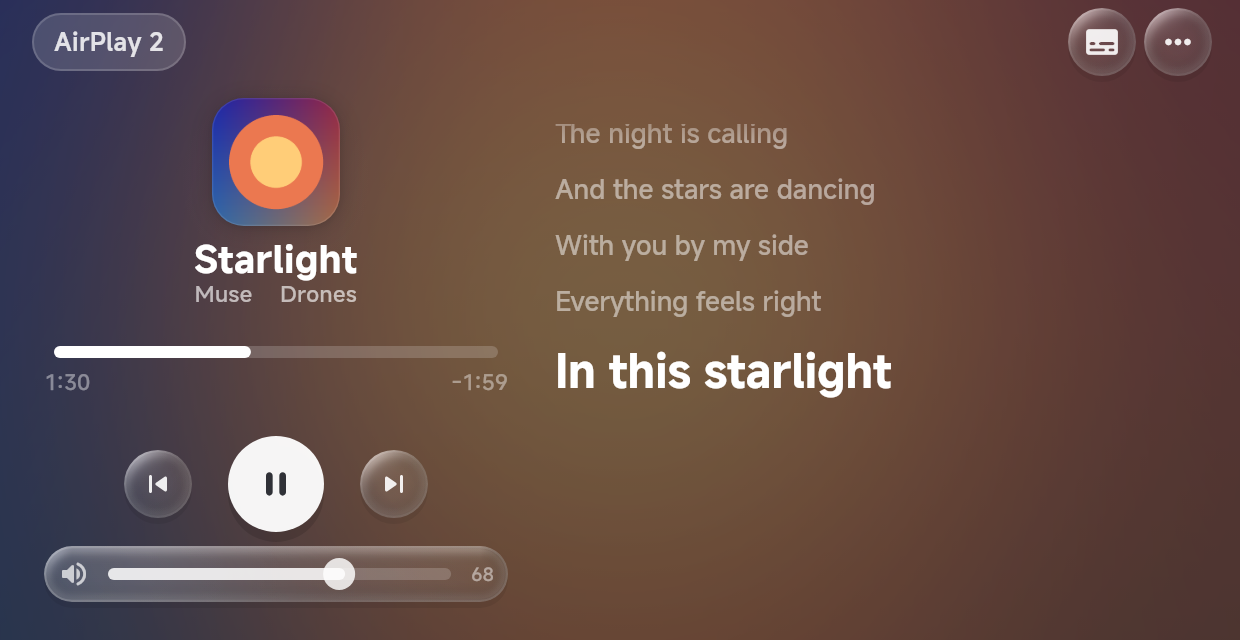 AirPlay 2
Starlight
Muse Drones
1:30
-1:59
68
The night is calling
And the stars are dancing
With you by my side
Everything feels right
In this starlight